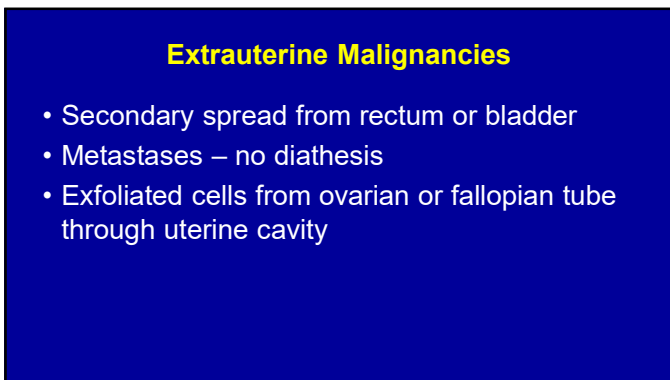 Extrauterine Malignancies
• Secondary spread from rectum or bladder
• Metastases – no diathesis
• Exfoliated cells from ovarian or fallopian tube
through uterine cavity